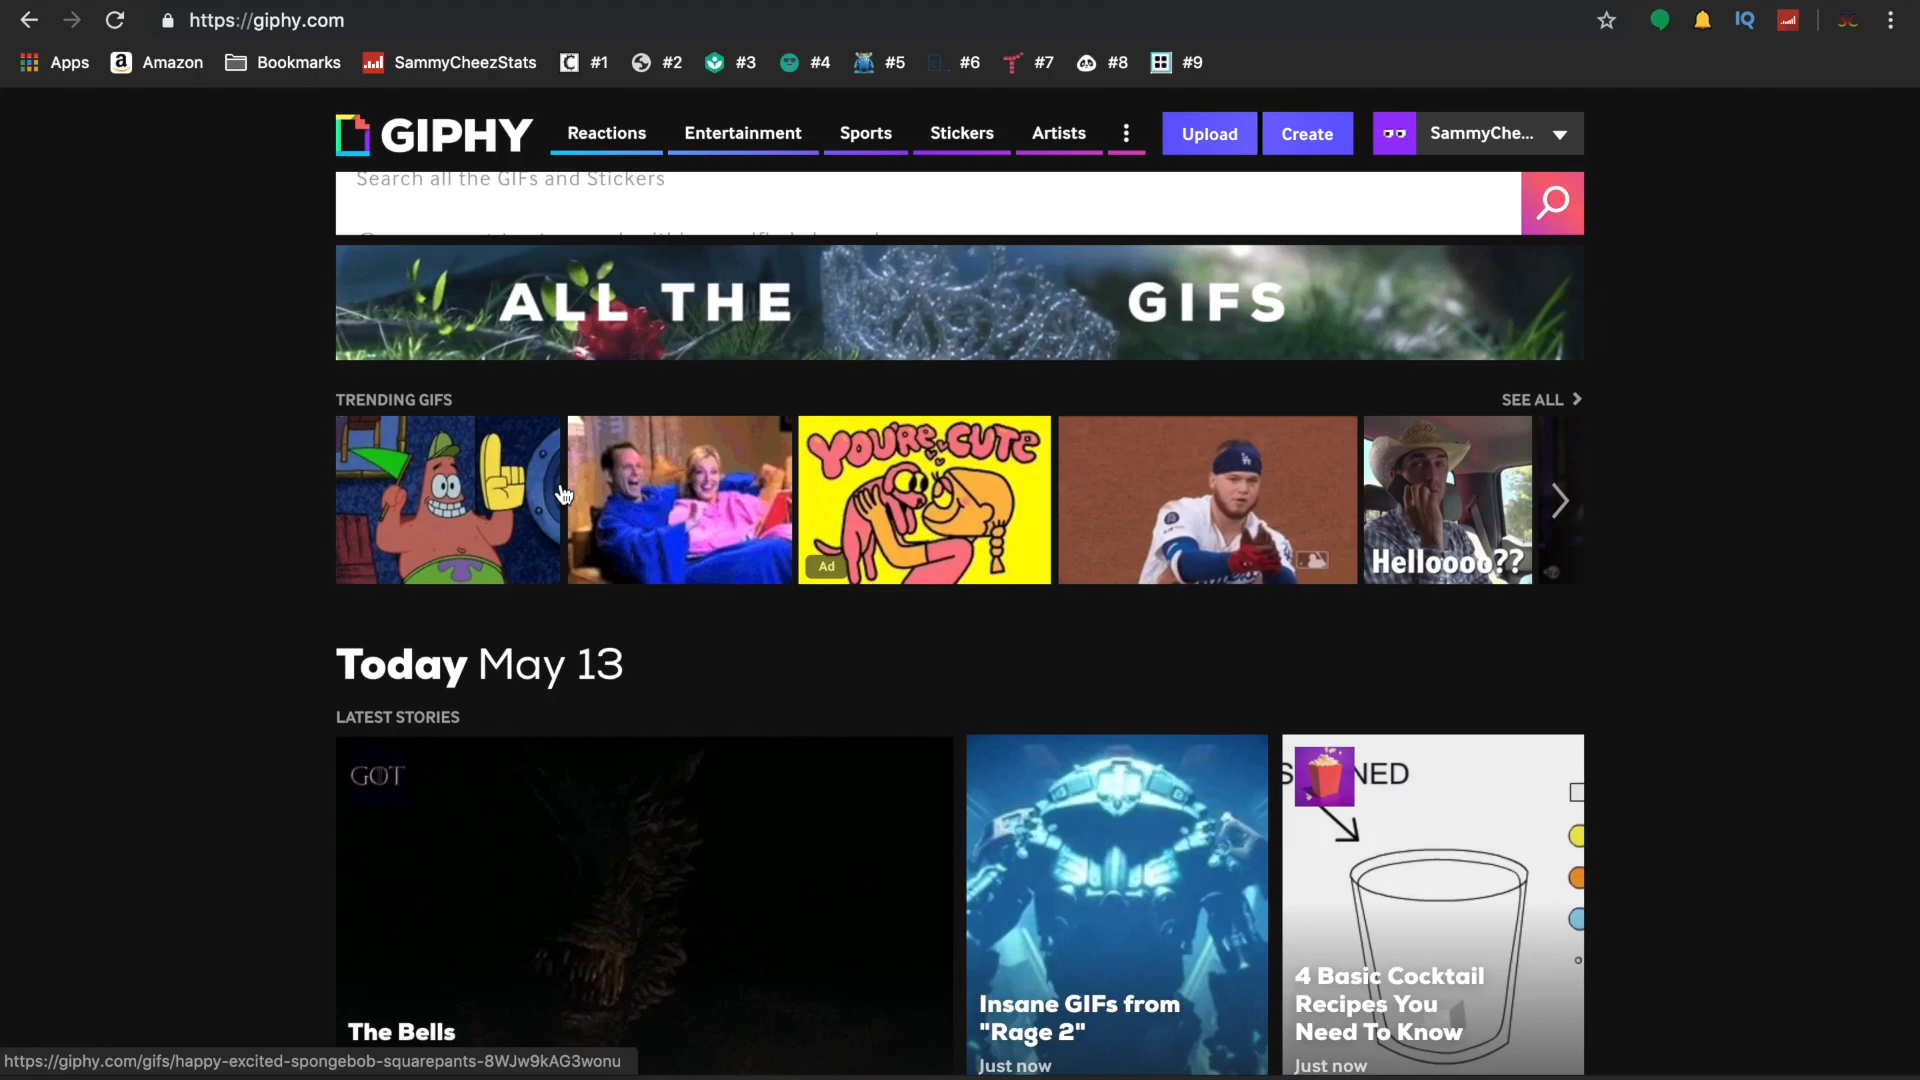 https://giphy.com
Apps Amazon Bookmarks SammyCheezStats #1 #2 #3 #4 #5 #6 #7 #8 #9
GIPHY Reactions Entertainment Sports Stickers Artists Upload Create SammyChe...
Search all the GIFs and Stickers
ALL THE GIFS
TRENDING GIFS SEE ALL
YOU'RE CUTE
Ad
Helloooo??
Today May 13
LATEST STORIES
GOT
The Bells
Insane GIFs from
"Rage 2"
Just now
NED
4 Basic Cocktail
Recipes You
Need To Know
Just now
https://giphy.com/gifs/happy-excited-spongebob-squarepants-8WJw9kAG3wonu